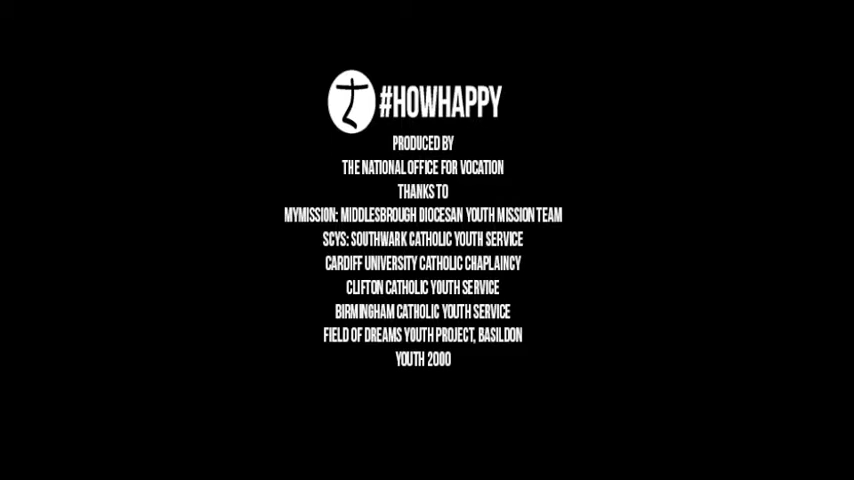 #HOWHAPPY
PRODUCED BY
THE NATIONAL OFFICE FOR VOCATION
THANKS TO
MYMISSION: MIDDLESBROUGH DIOCESAN YOUTH MISSION TEAM
SCYS: SOUTHWARK CATHOLIC YOUTH SERVICE
CARDIFF UNIVERSITY CATHOLIC CHAPLAINCY
CLIFTON CATHOLIC YOUTH SERVICE
BIRMINGHAM CATHOLIC YOUTH SERVICE
FIELD OF DREAMS YOUTH PROJECT, BASILDON
YOUTH 2000